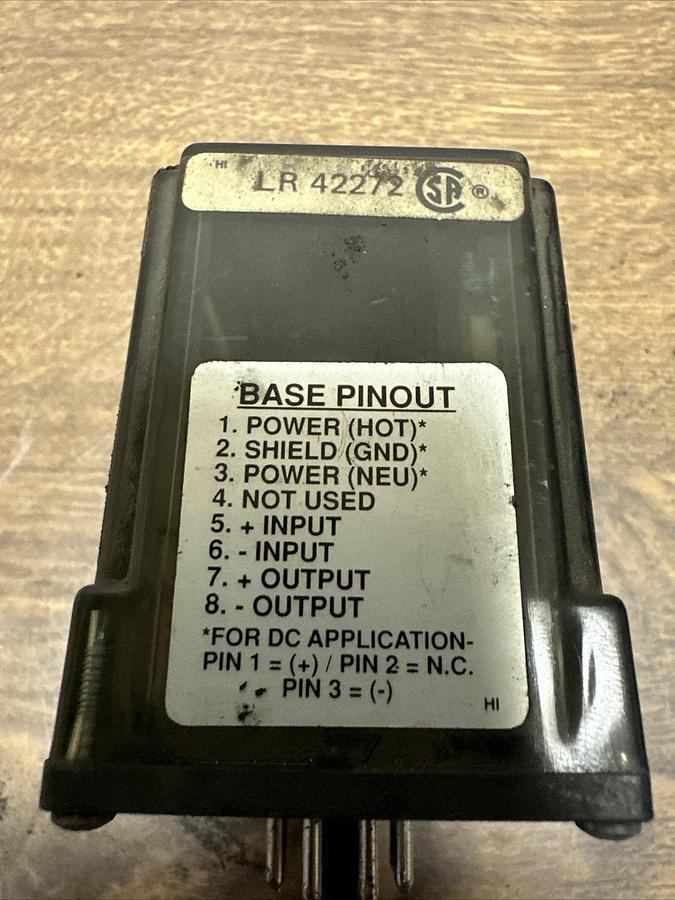 HI
LR 42272 SA ®
BASE PINOUT
1. POWER (HOT)*
2. SHIELD (GND)*
3. POWER (NEU)*
4. NOT USED
5. + INPUT
6. - INPUT
7. + OUTPUT
8. - OUTPUT
*FOR DC APPLICATION-
PIN 1 = (+) / PIN 2 = N.C.
PIN 3 = (-)
HI